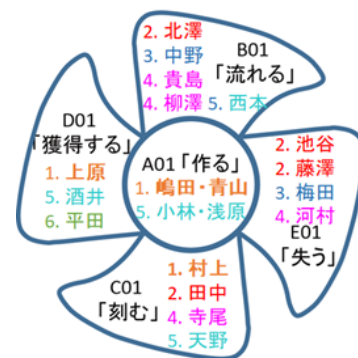 2. 北澤
3. 中野
4. 貴島
4. 柳澤
B01
「流れる」
5. 西本
D01
「獲得する」
1. 上原
5. 酒井
6. 平田
A01「作る」
1. 嶋田・青山
5. 小林・浅原
2. 池谷
2. 藤澤
3. 梅田
4. 河村
E01
「失う」
C01
「刻む」
1. 村上
2. 田中
4. 寺尾
5. 天野